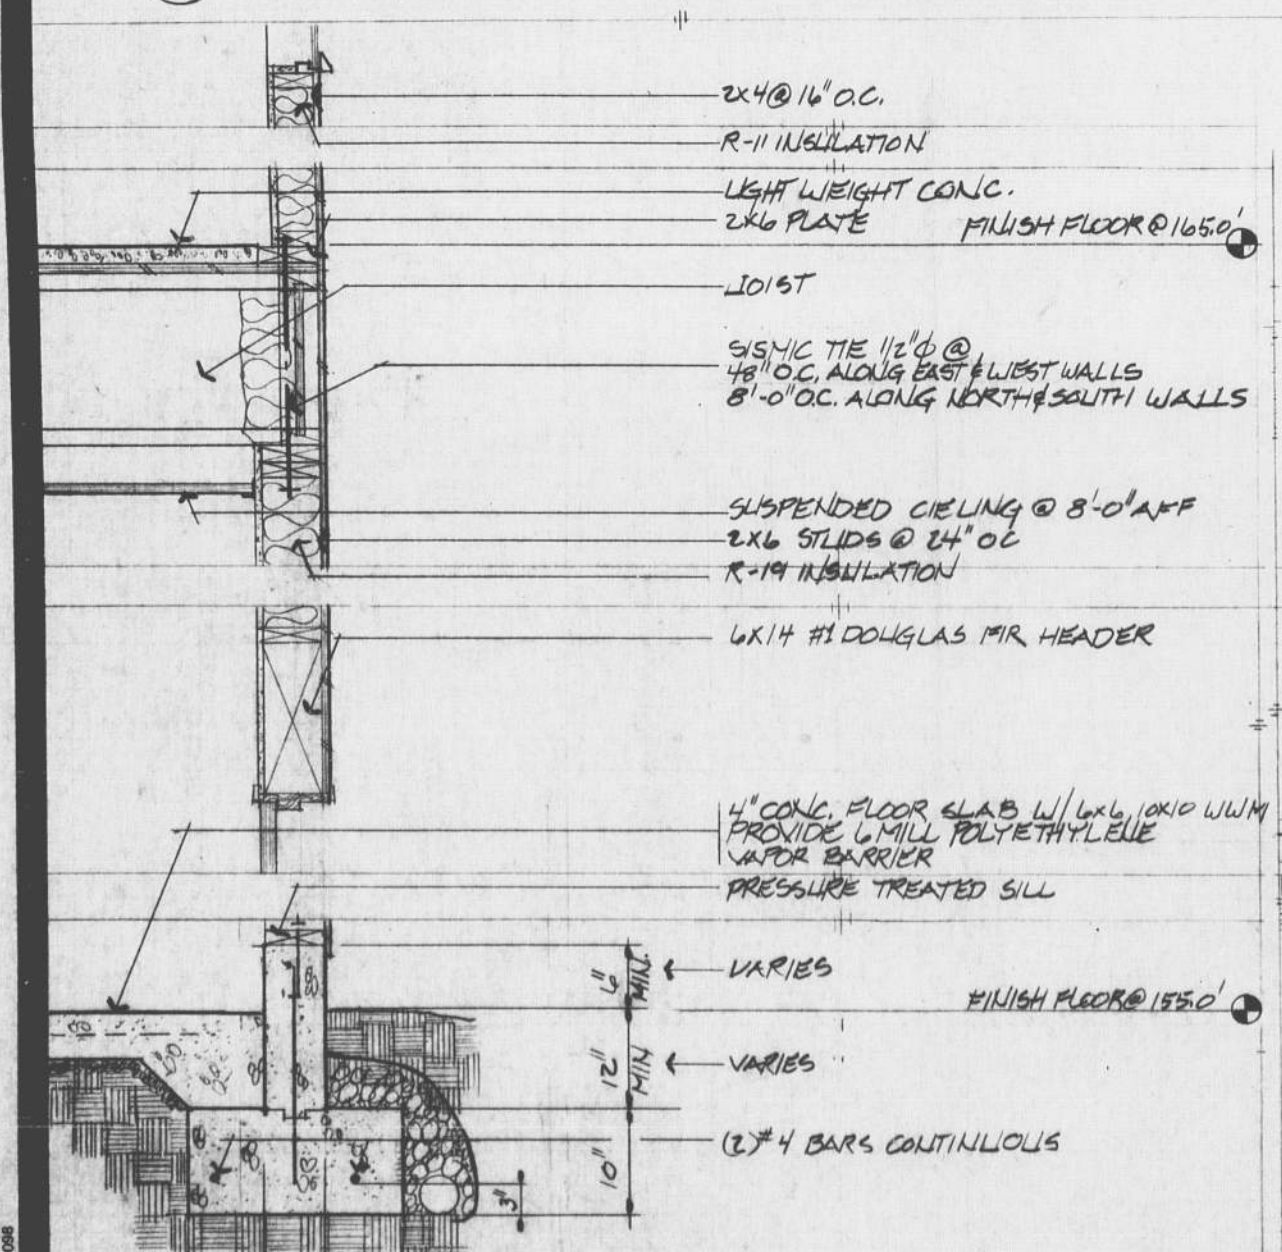 2X4@16" O.C.
R-11 INSULATION
LIGHT WEIGHT CONC.
2X6 PLATE
FINISH FLOOR @ 165.0'
JOIST
SISMIC TIE 1/2"Φ @
48" O.C. ALONG EAST & WEST WALLS
8'-0" O.C. ALONG NORTH & SOUTH WALLS
SUSPENDED CIELING @ 8'-0" AFF
2X6 STUDS @ 24" OC
R-19 INSULATION
6X14 #1 DOUGLAS FIR HEADER
4" CONC. FLOOR SLAB W/ 6x6, 10X10 WWM
PROVIDE 6 MILL POLYETHYLENE
VAPOR BARRIER
PRESSURE TREATED SILL
6" MIN.
VARIES
FINISH FLOOR @ 155.0'
12" MIN
VARIES
(2) #4 BARS CONTINUOUS
10"
3"
098